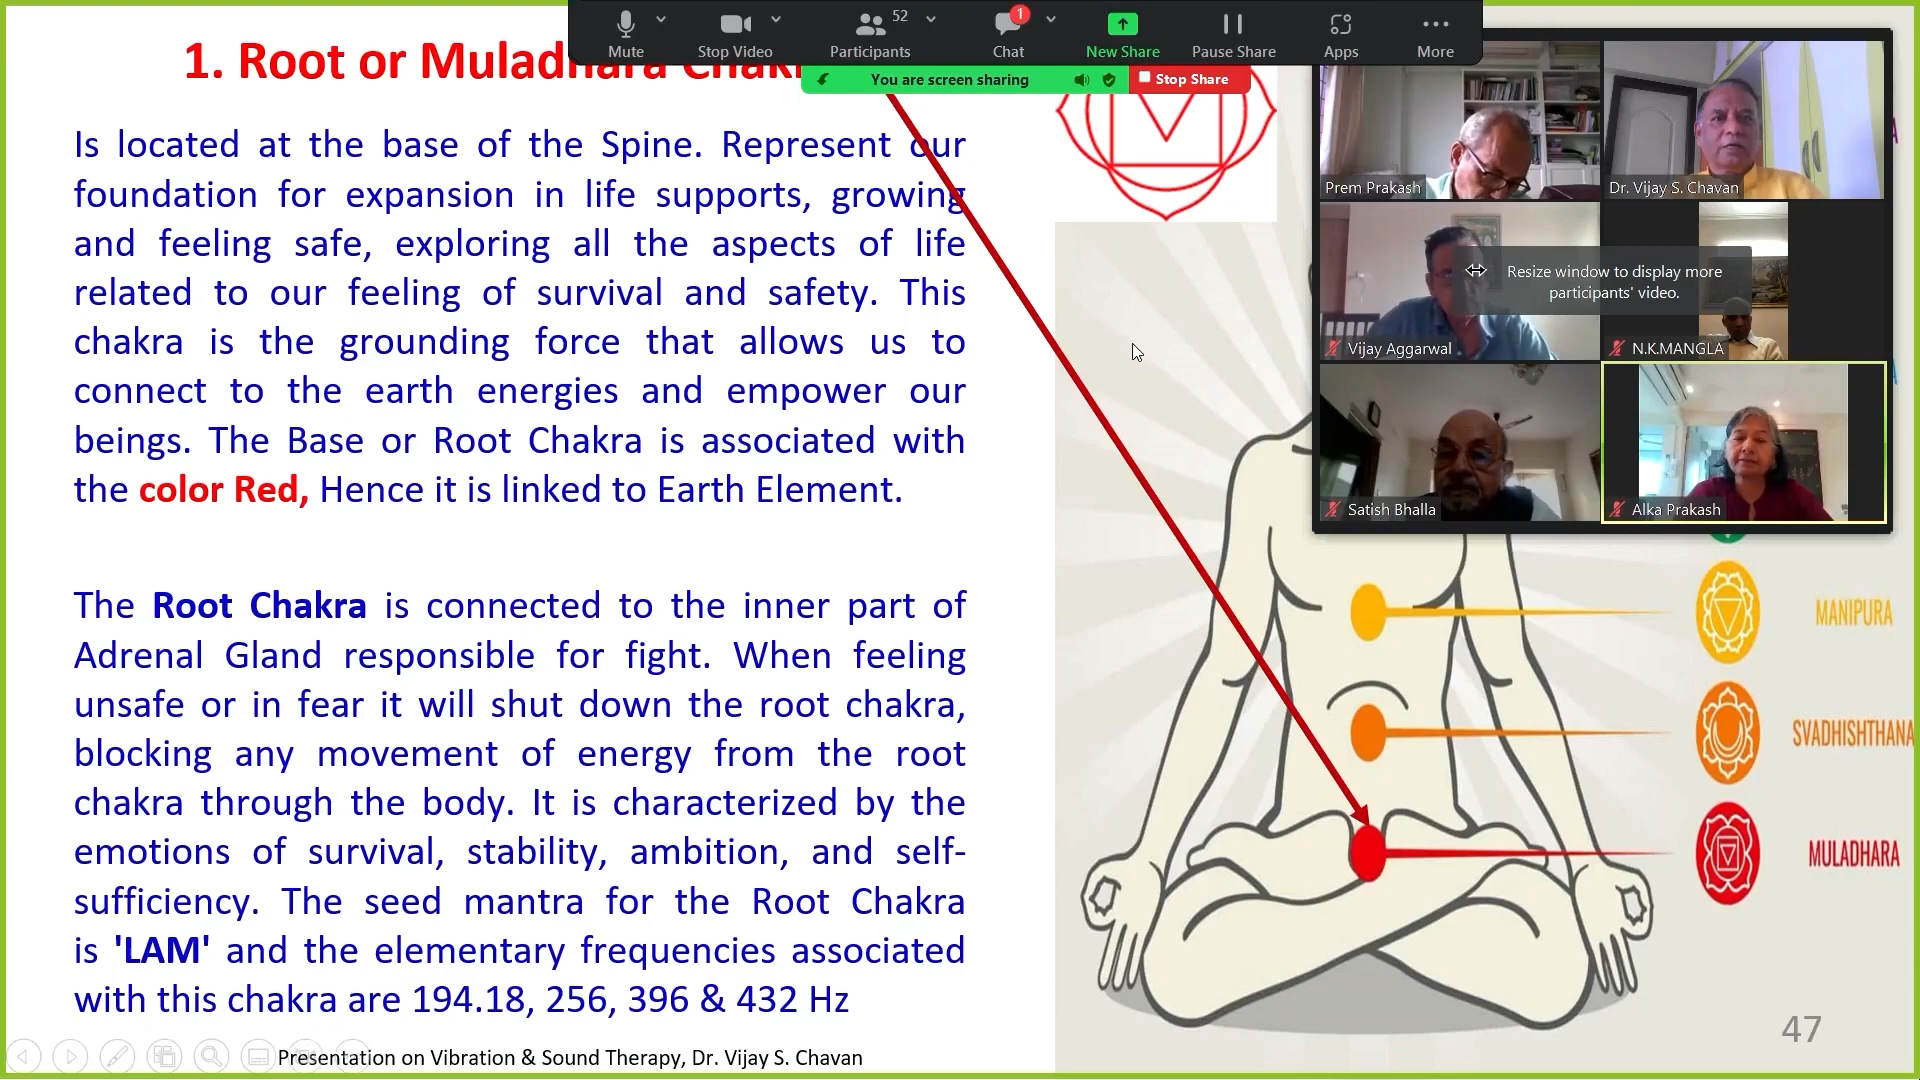 Mute
Stop Video
Participants
52
Chat
1
New Share
Pause Share
Apps
More
You are screen sharing
Stop Share
1. Root or Muladhara Chak
Is located at the base of the Spine. Represent our
foundation for expansion in life supports, growing
and feeling safe, exploring all the aspects of life
related to our feeling of survival and safety. This
chakra is the grounding force that allows us to
connect to the earth energies and empower our
beings. The Base or Root Chakra is associated with
the color Red, Hence it is linked to Earth Element.
The Root Chakra is connected to the inner part of
Adrenal Gland responsible for fight. When feeling
unsafe or in fear it will shut down the root chakra,
blocking any movement of energy from the root
chakra through the body. It is characterized by the
emotions of survival, stability, ambition, and self-
sufficiency. The seed mantra for the Root Chakra
is 'LAM' and the elementary frequencies associated
with this chakra are 194.18, 256, 396 & 432 Hz
Presentation on Vibration & Sound Therapy, Dr. Vijay S. Chavan
Prem Prakash
Dr. Vijay S. Chavan
Resize window to display more
participants' video.
Vijay Aggarwal
N.K.MANGLA
Satish Bhalla
Alka Prakash
MANIPURA
SVADHISHTHANA
MULADHARA
47